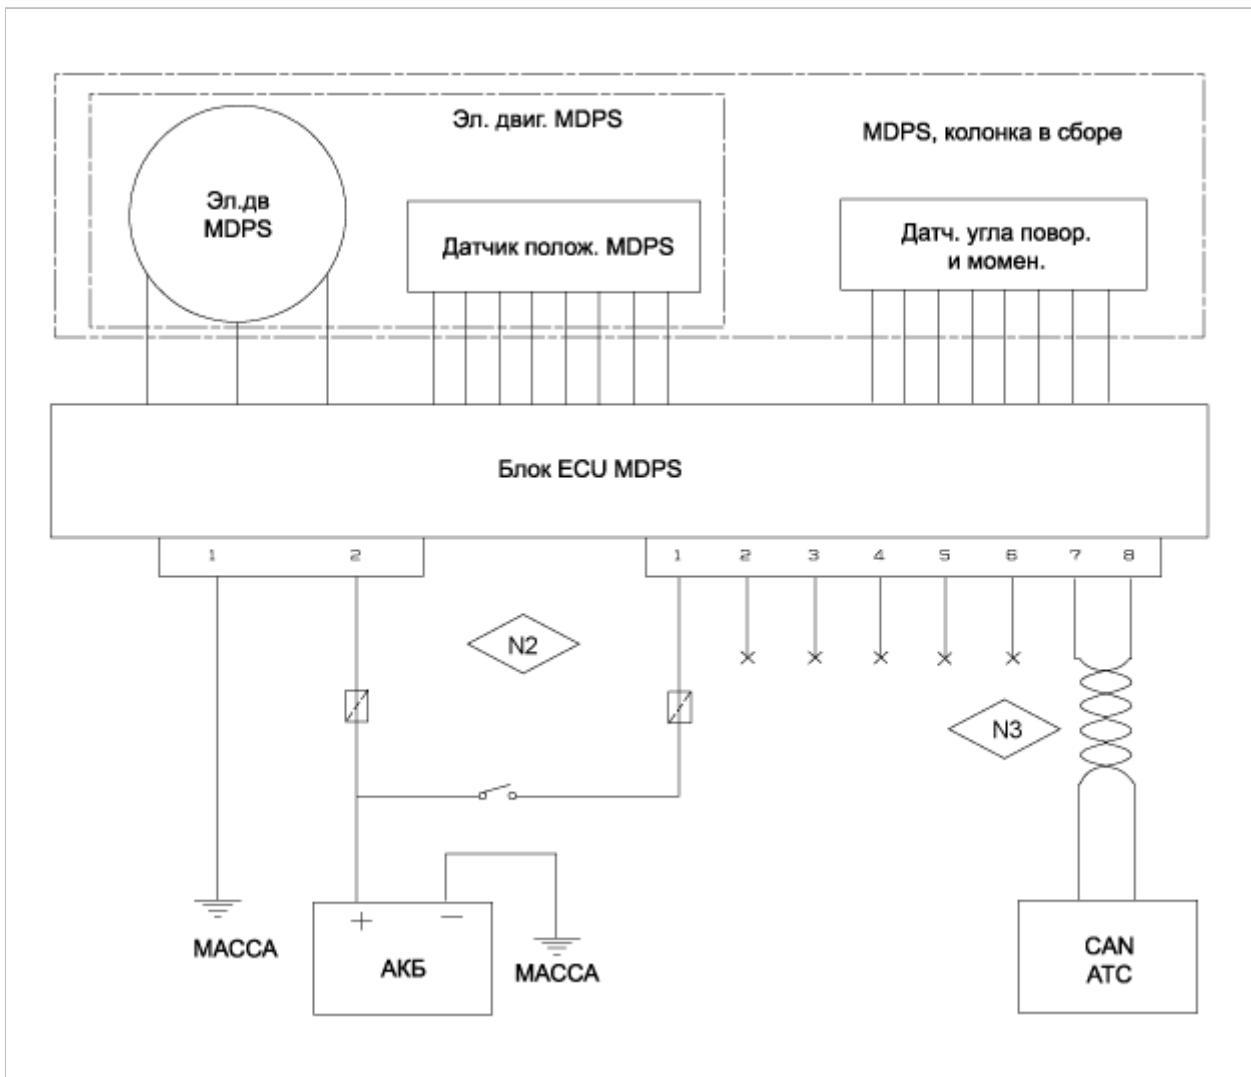 Эл. двиг. MDPS
MDPS, колонка в сборе
Эл.дв
MDPS
Датчик полож. MDPS
Датч. угла повор.
и момен.
Блок ECU MDPS
1 2
1 2 3 4 5 6 7 8
N2
N3
+ −
МАССА
АКБ
МАССА
CAN
АТС